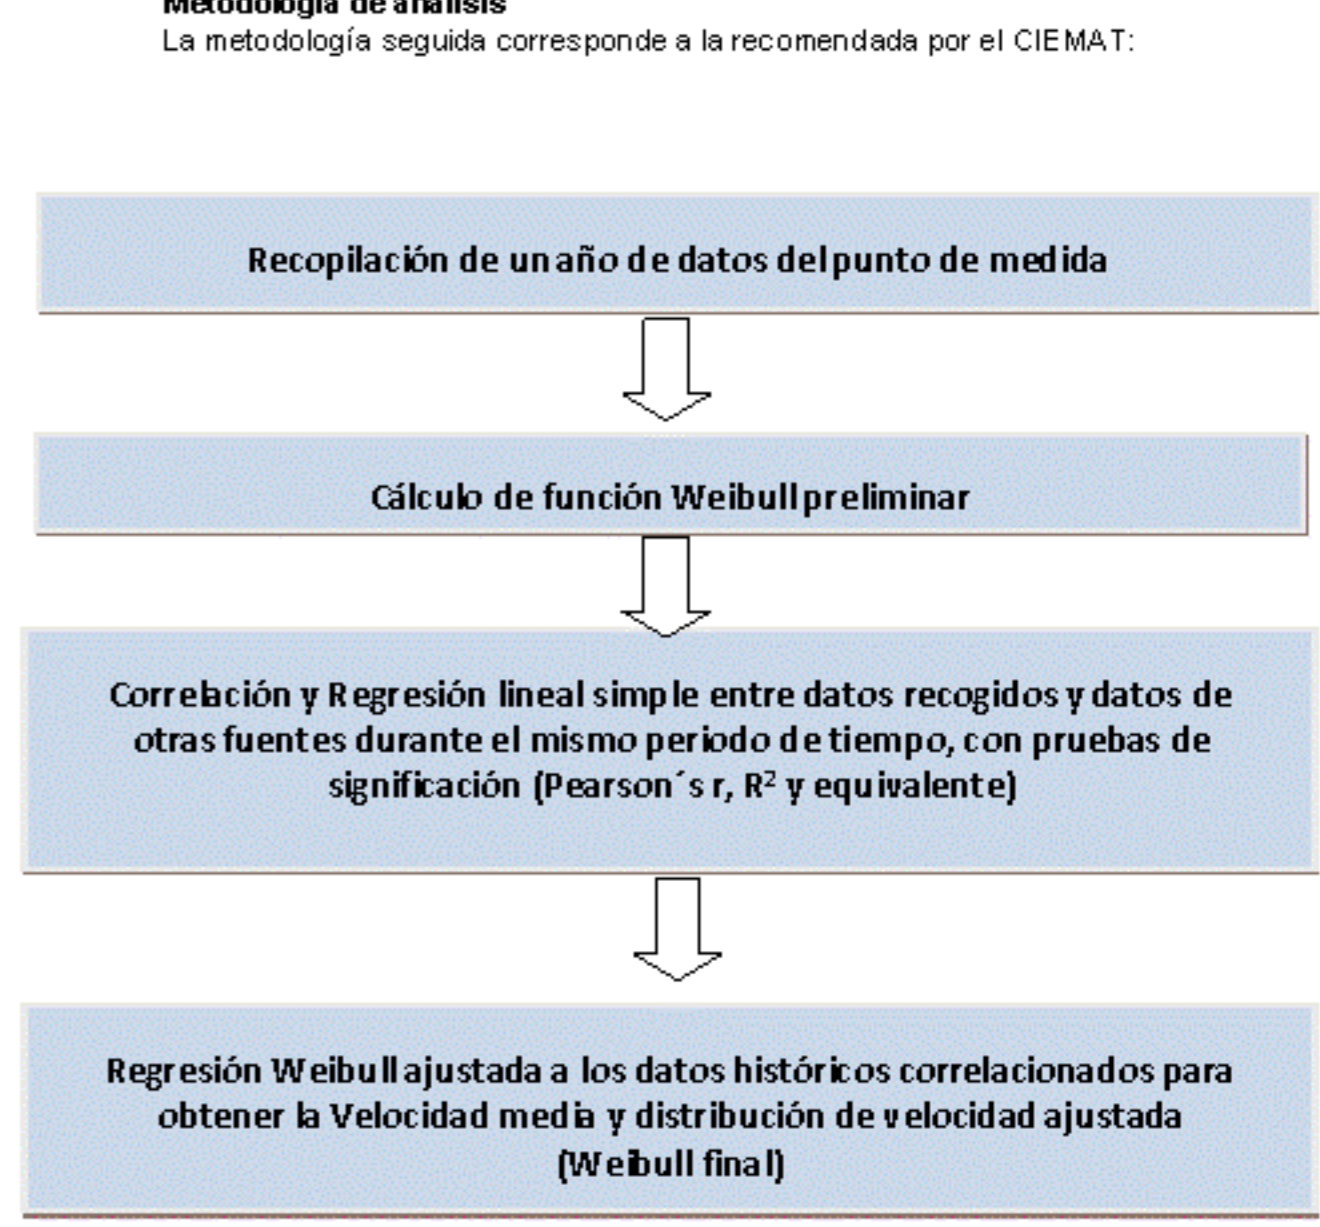 Metodología de análisis
La metodología seguida corresponde a la recomendada por el CIEMAT:
Recopilación de un año de datos del punto de medida
Cálculo de función Weibull preliminar
Correlación y Regresión lineal simple entre datos recogidos y datos de
otras fuentes durante el mismo periodo de tiempo, con pruebas de
significación (Pearson´s r, R² y equivalente)
Regresión Weibull ajustada a los datos históricos correlacionados para
obtener la Velocidad media y distribución de velocidad ajustada
(Weibull final)